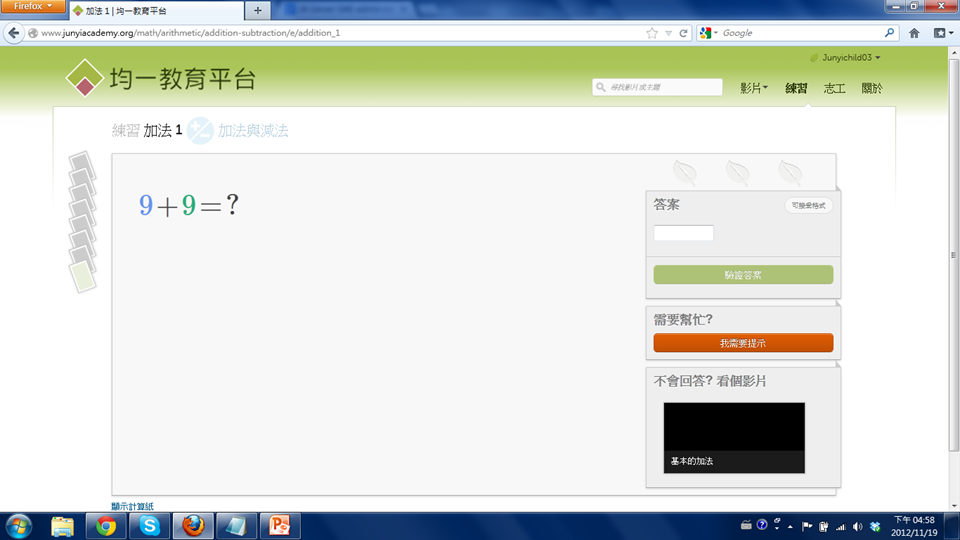 Firefox
加法 1 | 均一教育平台
www.junyiacademy.org/math/arithmetic/addition-subtraction/e/addition_1
Google
Junyichild03
均一教育平台
尋找影片或主題
影片 練習 志工 關於
練習 加法 1 加法與減法
9+9=?
答案
可接受格式
驗證答案
需要幫忙?
我需要提示
不會回答? 看個影片
基本的加法
顯示計算紙
下午 04:58
2012/11/19